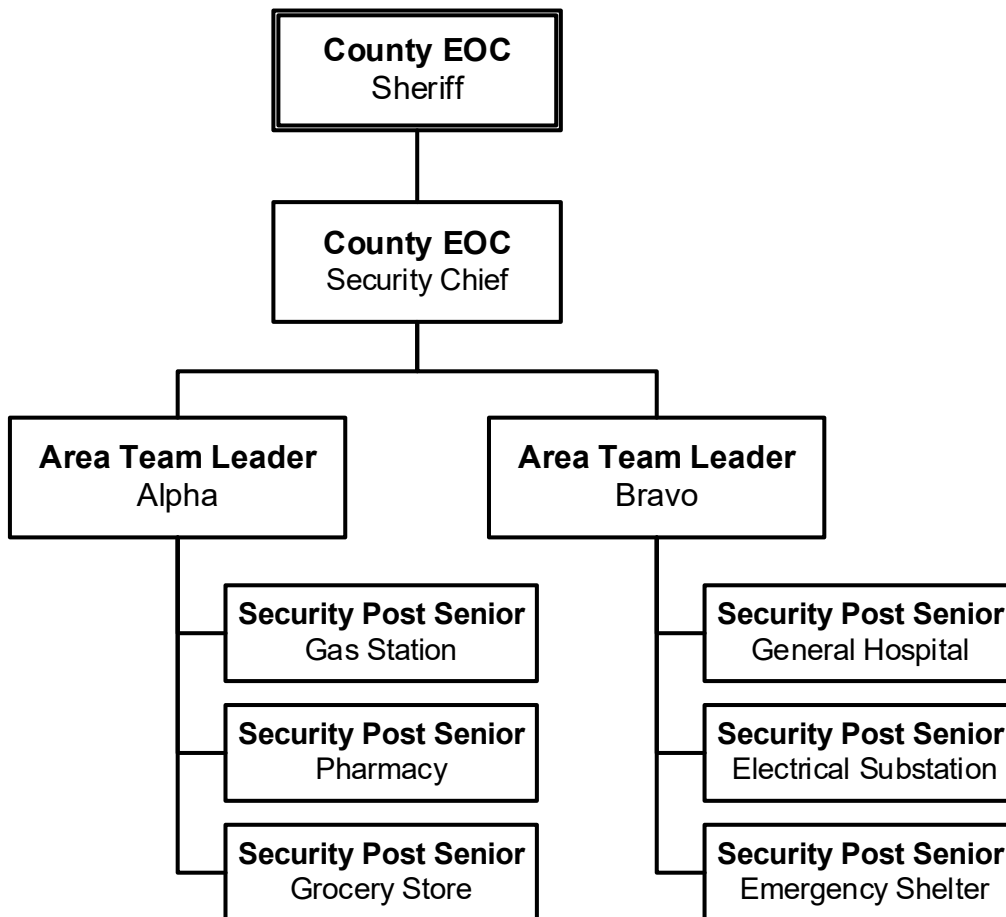 County EOC
Sheriff
County EOC
Security Chief
Area Team Leader
Alpha
Area Team Leader
Bravo
Security Post Senior
Gas Station
Security Post Senior
Pharmacy
Security Post Senior
Grocery Store
Security Post Senior
General Hospital
Security Post Senior
Electrical Substation
Security Post Senior
Emergency Shelter